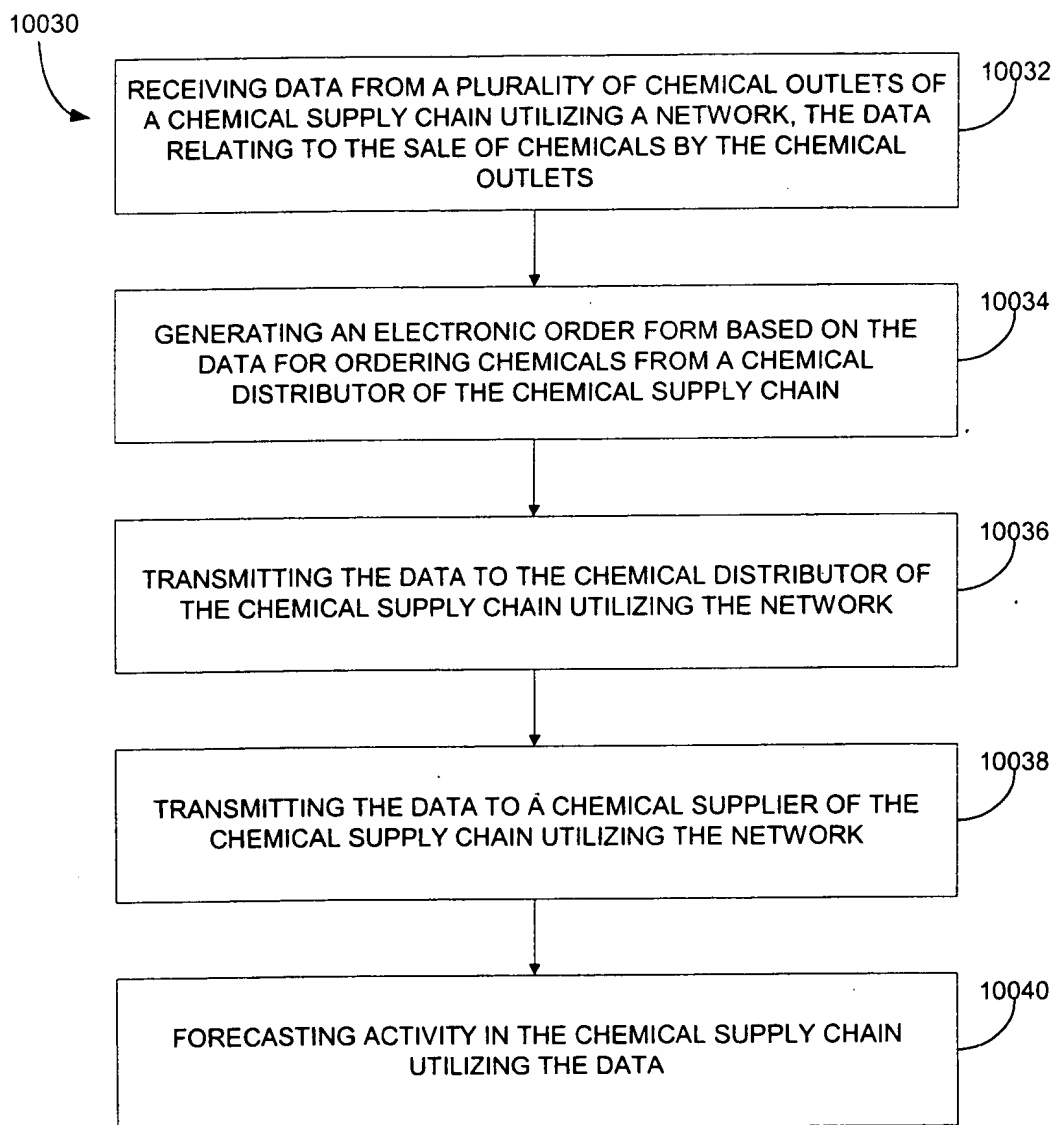 10030
10032
RECEIVING DATA FROM A PLURALITY OF CHEMICAL OUTLETS OF
A CHEMICAL SUPPLY CHAIN UTILIZING A NETWORK, THE DATA
RELATING TO THE SALE OF CHEMICALS BY THE CHEMICAL
OUTLETS
10034
GENERATING AN ELECTRONIC ORDER FORM BASED ON THE
DATA FOR ORDERING CHEMICALS FROM A CHEMICAL
DISTRIBUTOR OF THE CHEMICAL SUPPLY CHAIN
10036
TRANSMITTING THE DATA TO THE CHEMICAL DISTRIBUTOR OF
THE CHEMICAL SUPPLY CHAIN UTILIZING THE NETWORK
10038
TRANSMITTING THE DATA TO A CHEMICAL SUPPLIER OF THE
CHEMICAL SUPPLY CHAIN UTILIZING THE NETWORK
10040
FORECASTING ACTIVITY IN THE CHEMICAL SUPPLY CHAIN
UTILIZING THE DATA